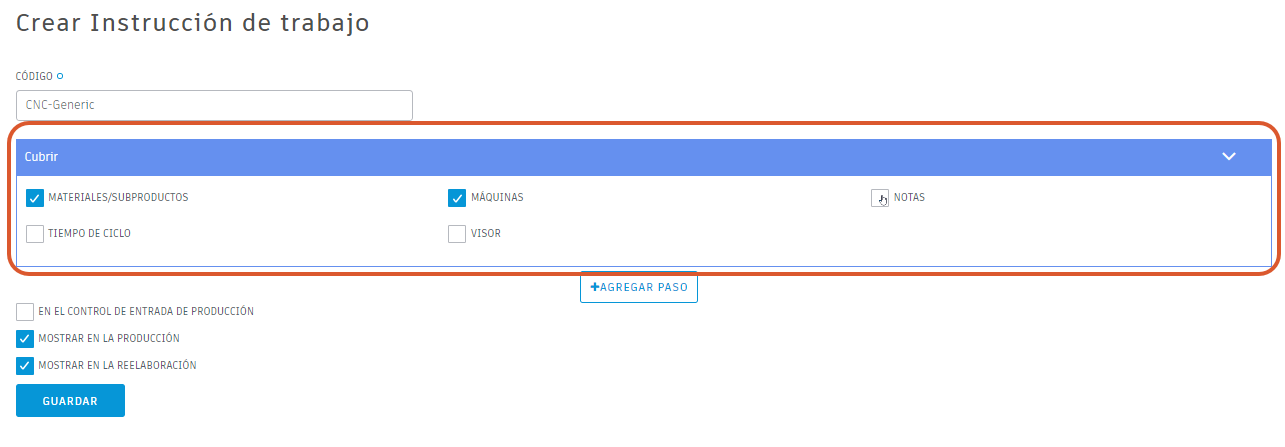 Crear Instrucción de trabajo
CÓDIGO
CNC-Generic
Cubrir
MATERIALES/SUBPRODUCTOS MÁQUINAS NOTAS
TIEMPO DE CICLO VISOR
+AGREGAR PASO
EN EL CONTROL DE ENTRADA DE PRODUCCIÓN
MOSTRAR EN LA PRODUCCIÓN
MOSTRAR EN LA REELABORACIÓN
GUARDAR